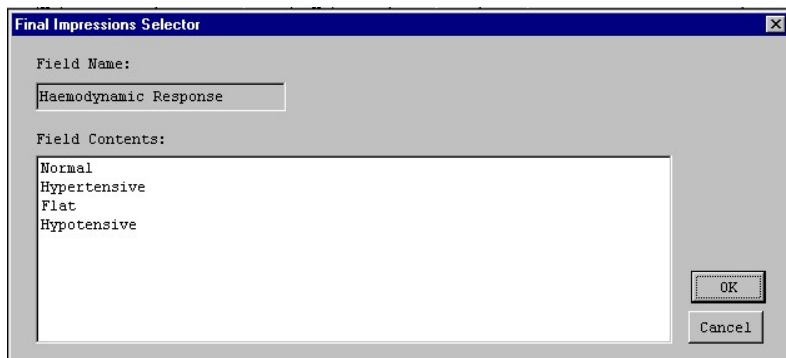 Final Impressions Selector
Field Name:
Haemodynamic Response
Field Contents:
Normal
Hypertensive
Flat
Hypotensive
OK
Cancel